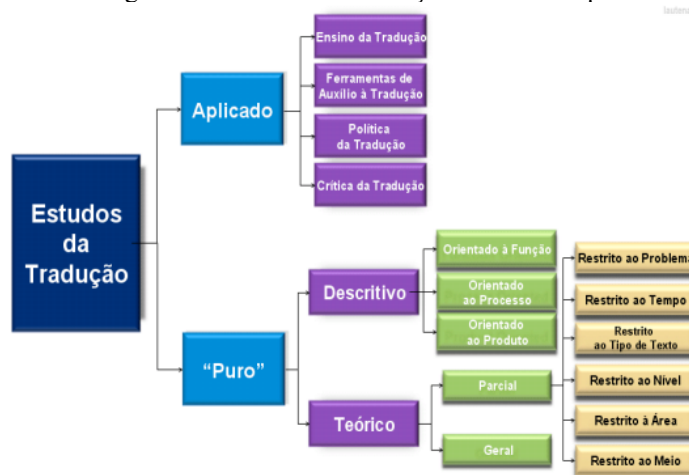 Estudos
da
Tradução
Aplicado
Ensino da Tradução
Ferramentas de
Auxílio à Tradução
Política
da Tradução
Crítica da Tradução
“Puro”
Descritivo
Orientado à Função
Orientado
ao Processo
Orientado
ao Produto
Teórico
Parcial
Restrito ao Problema
Restrito ao Tempo
Restrito
ao Tipo de Texto
Restrito ao Nível
Restrito à Área
Restrito ao Meio
Geral